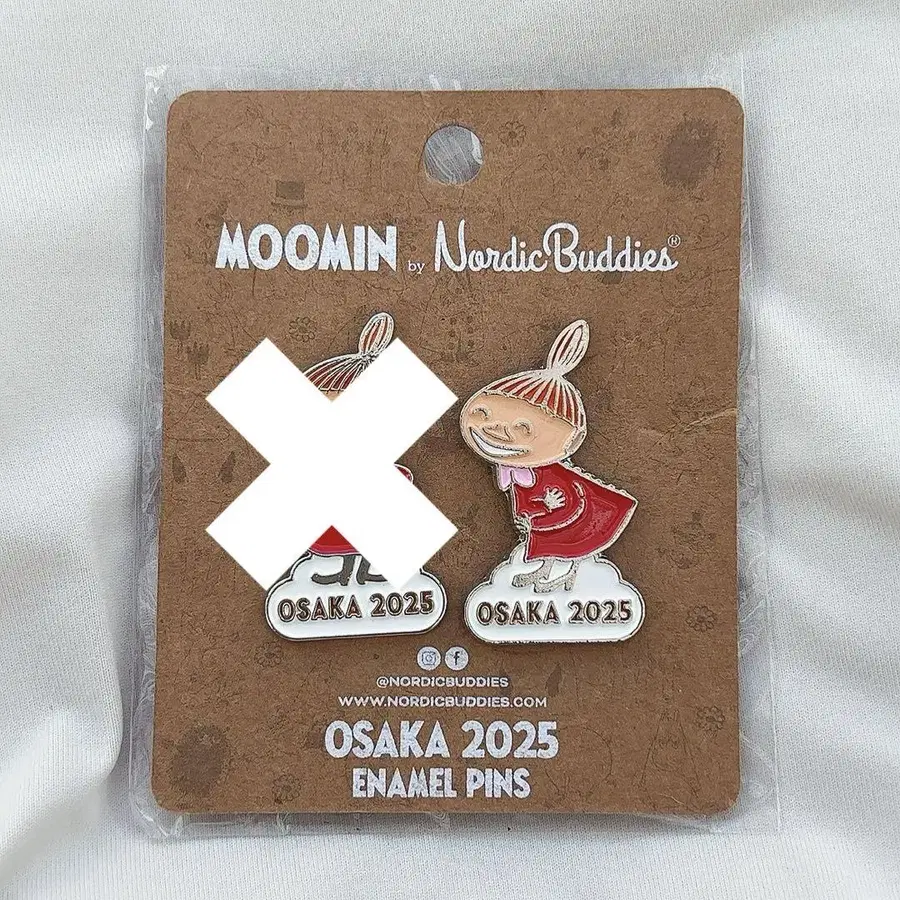 MOOMIN by NordicBuddies®
OSAKA 2025 OSAKA 2025
@NORDICBUDDIES
WWW.NORDICBUDDIES.COM
OSAKA 2025
ENAMEL PINS